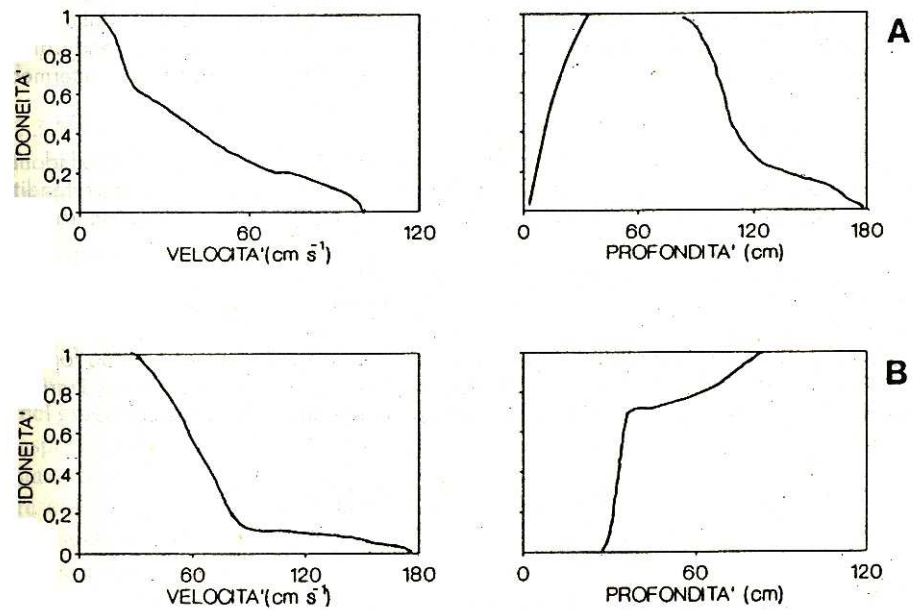 A
IDONEITA'
1
0,8
0,6
0,4
0,2
0
0 60 120
VELOCITA'(cm s⁻¹)
0 60 120 180
PROFONDITA' (cm)
B
IDONEITA'
1
0,8
0,6
0,4
0,2
0
0 60 120 180
VELOCITA'(cm s⁻¹)
0 60 120
PROFONDITA' (cm)